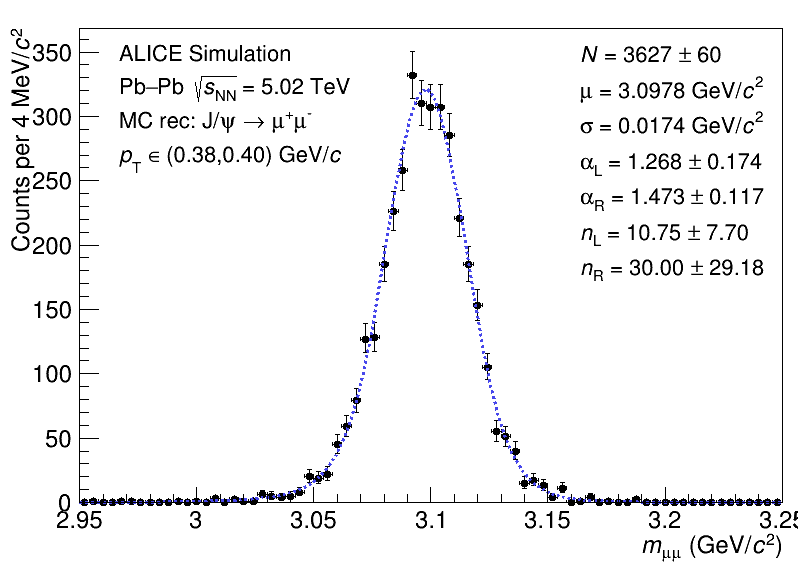 ALICE Simulation
Pb–Pb √sNN = 5.02 TeV
MC rec: J/ψ → μ⁺μ⁻
pT ∈ (0.38,0.40) GeV/c
N = 3627 ± 60
μ = 3.0978 GeV/c²
σ = 0.0174 GeV/c²
αL = 1.268 ± 0.174
αR = 1.473 ± 0.117
nL = 10.75 ± 7.70
nR = 30.00 ± 29.18
Counts per 4 MeV/c²
350
300
250
200
150
100
50
0
2.95 3 3.05 3.1 3.15 3.2 3.25
mμμ (GeV/c²)